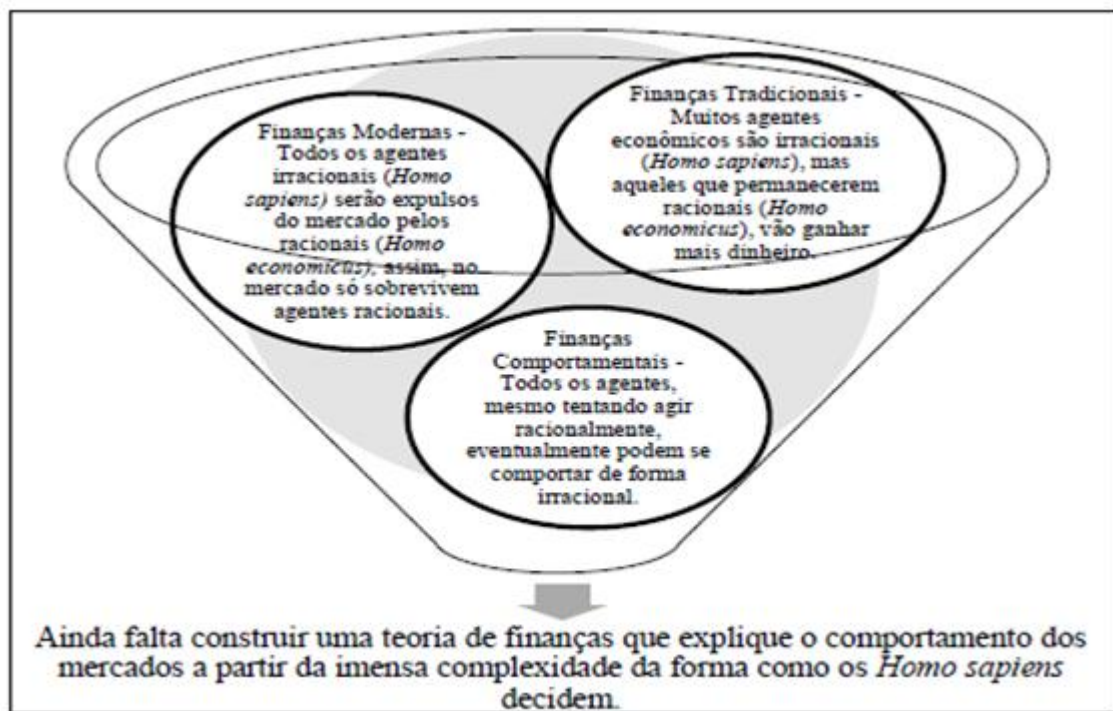 Finanças Modernas -
Todos os agentes
irracionais (Homo
sapiens) serão expulsos
do mercado pelos
racionais (Homo
economicus), assim, no
mercado só sobrevivem
agentes racionais.
Finanças Tradicionais -
Muitos agentes
econômicos são irracionais
(Homo sapiens), mas
aqueles que permanecerem
racionais (Homo
economicus), vão ganhar
mais dinheiro.
Finanças
Comportamentais -
Todos os agentes,
mesmo tentando agir
racionalmente,
eventualmente podem se
comportar de forma
irracional.
Ainda falta construir uma teoria de finanças que explique o comportamento dos
mercados a partir da imensa complexidade da forma como os Homo sapiens
decidem.